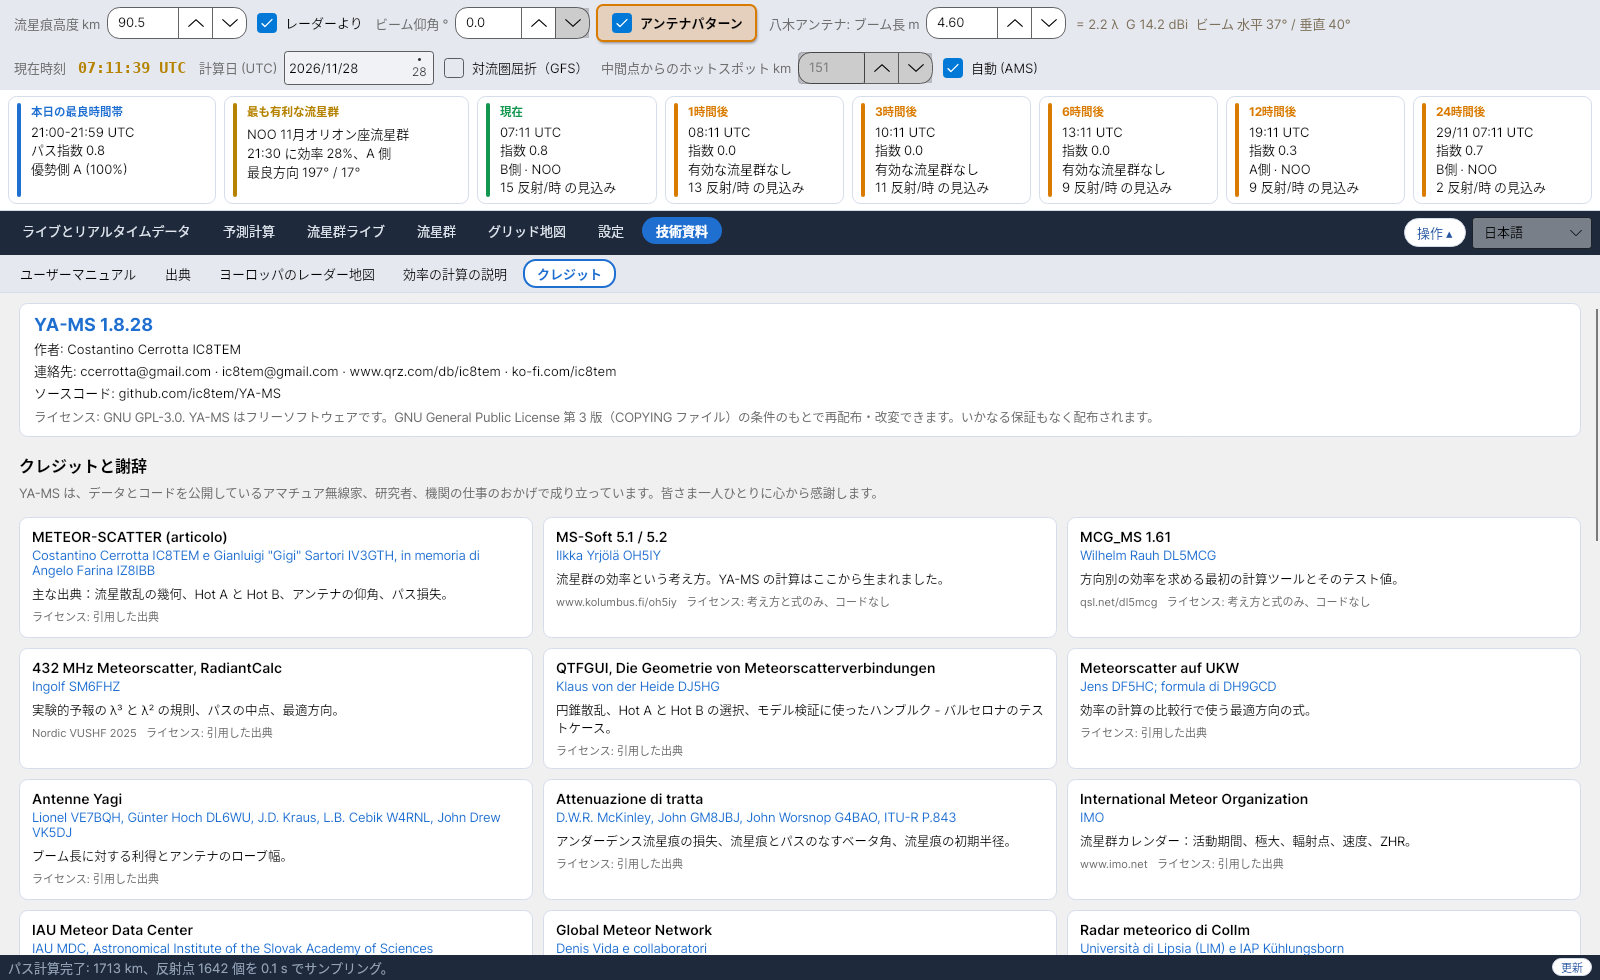 流星痕高度 km 90.5 レーダーより ビーム仰角 ° 0.0 アンテナパターン 八木アンテナ: ブーム長 m 4.60 = 2.2 λ G 14.2 dBi ビーム 水平 37° / 垂直 40°
現在時刻 07:11:39 UTC 計算日 (UTC) 2026/11/28 28 対流圏屈折（GFS） 中間点からのホットスポット km 151 自動 (AMS)
本日の最良時間帯
21:00-21:59 UTC
パス指数 0.8
優勢側 A (100%)
最も有利な流星群
NOO 11月オリオン座流星群
21:30 に効率 28%、A 側
最良方向 197° / 17°
現在
07:11 UTC
指数 0.8
B側 · NOO
15 反射/時 の見込み
1時間後
08:11 UTC
指数 0.0
有効な流星群なし
13 反射/時 の見込み
3時間後
10:11 UTC
指数 0.0
有効な流星群なし
11 反射/時 の見込み
6時間後
13:11 UTC
指数 0.0
有効な流星群なし
9 反射/時 の見込み
12時間後
19:11 UTC
指数 0.3
A側 · NOO
9 反射/時 の見込み
24時間後
29/11 07:11 UTC
指数 0.7
B側 · NOO
2 反射/時 の見込み
ライブとリアルタイムデータ 予測計算 流星群ライブ 流星群 グリッド地図 設定 技術資料 操作 ▴ 日本語
ユーザーマニュアル 出典 ヨーロッパのレーダー地図 効率の計算の説明 クレジット
YA-MS 1.8.28
作者: Costantino Cerrotta IC8TEM
連絡先: ccerrotta@gmail.com · ic8tem@gmail.com · www.qrz.com/db/ic8tem · ko-fi.com/ic8tem
ソースコード: github.com/ic8tem/YA-MS
ライセンス: GNU GPL-3.0. YA-MS はフリーソフトウェアです。GNU General Public License 第 3 版（COPYING ファイル）の条件のもとで再配布・改変できます。いかなる保証もなく配布されます。
クレジットと謝辞
YA-MS は、データとコードを公開しているアマチュア無線家、研究者、機関の仕事のおかげで成り立っています。皆さま一人ひとりに心から感謝します。
METEOR-SCATTER (articolo)
Costantino Cerrotta IC8TEM e Gianluigi "Gigi" Sartori IV3GTH, in memoria di
Angelo Farina IZ8IBB
主な出典：流星散乱の幾何、Hot A と Hot B、アンテナの仰角、パス損失。
ライセンス: 引用した出典
MS-Soft 5.1 / 5.2
Ilkka Yrjölä OH5IY
流星群の効率という考え方。YA-MS の計算はここから生まれました。
www.kolumbus.fi/oh5iy ライセンス: 考え方と式のみ、コードなし
MCG_MS 1.61
Wilhelm Rauh DL5MCG
方向別の効率を求める最初の計算ツールとそのテスト値。
qsl.net/dl5mcg ライセンス: 考え方と式のみ、コードなし
432 MHz Meteorscatter, RadiantCalc
Ingolf SM6FHZ
実験的予報の λ³ と λ² の規則、パスの中点、最適方向。
Nordic VUSHF 2025 ライセンス: 引用した出典
QTFGUI, Die Geometrie von Meteorscatterverbindungen
Klaus von der Heide DJ5HG
円錐散乱、Hot A と Hot B の選択、モデル検証に使ったハンブルク - バルセロナのテス
トケース。
ライセンス: 引用した出典
Meteorscatter auf UKW
Jens DF5HC; formula di DH9GCD
効率の計算の比較行で使う最適方向の式。
ライセンス: 引用した出典
Antenne Yagi
Lionel VE7BQH, Günter Hoch DL6WU, J.D. Kraus, L.B. Cebik W4RNL, John Drew
VK5DJ
ブーム長に対する利得とアンテナのローブ幅。
ライセンス: 引用した出典
Attenuazione di tratta
D.W.R. McKinley, John GM8JBJ, John Worsnop G4BAO, ITU-R P.843
アンダーデンス流星痕の損失、流星痕とパスのなすベータ角、流星痕の初期半径。
ライセンス: 引用した出典
International Meteor Organization
IMO
流星群カレンダー：活動期間、極大、輻射点、速度、ZHR。
www.imo.net ライセンス: 引用した出典
IAU Meteor Data Center
IAU MDC, Astronomical Institute of the Slovak Academy of Sciences
Global Meteor Network
Denis Vida e collaboratori
Radar meteorico di Collm
Università di Lipsia (LIM) e IAP Kühlungsborn
パス計算完了: 1713 km、反射点 1642 個を 0.1 s でサンプリング。 更新